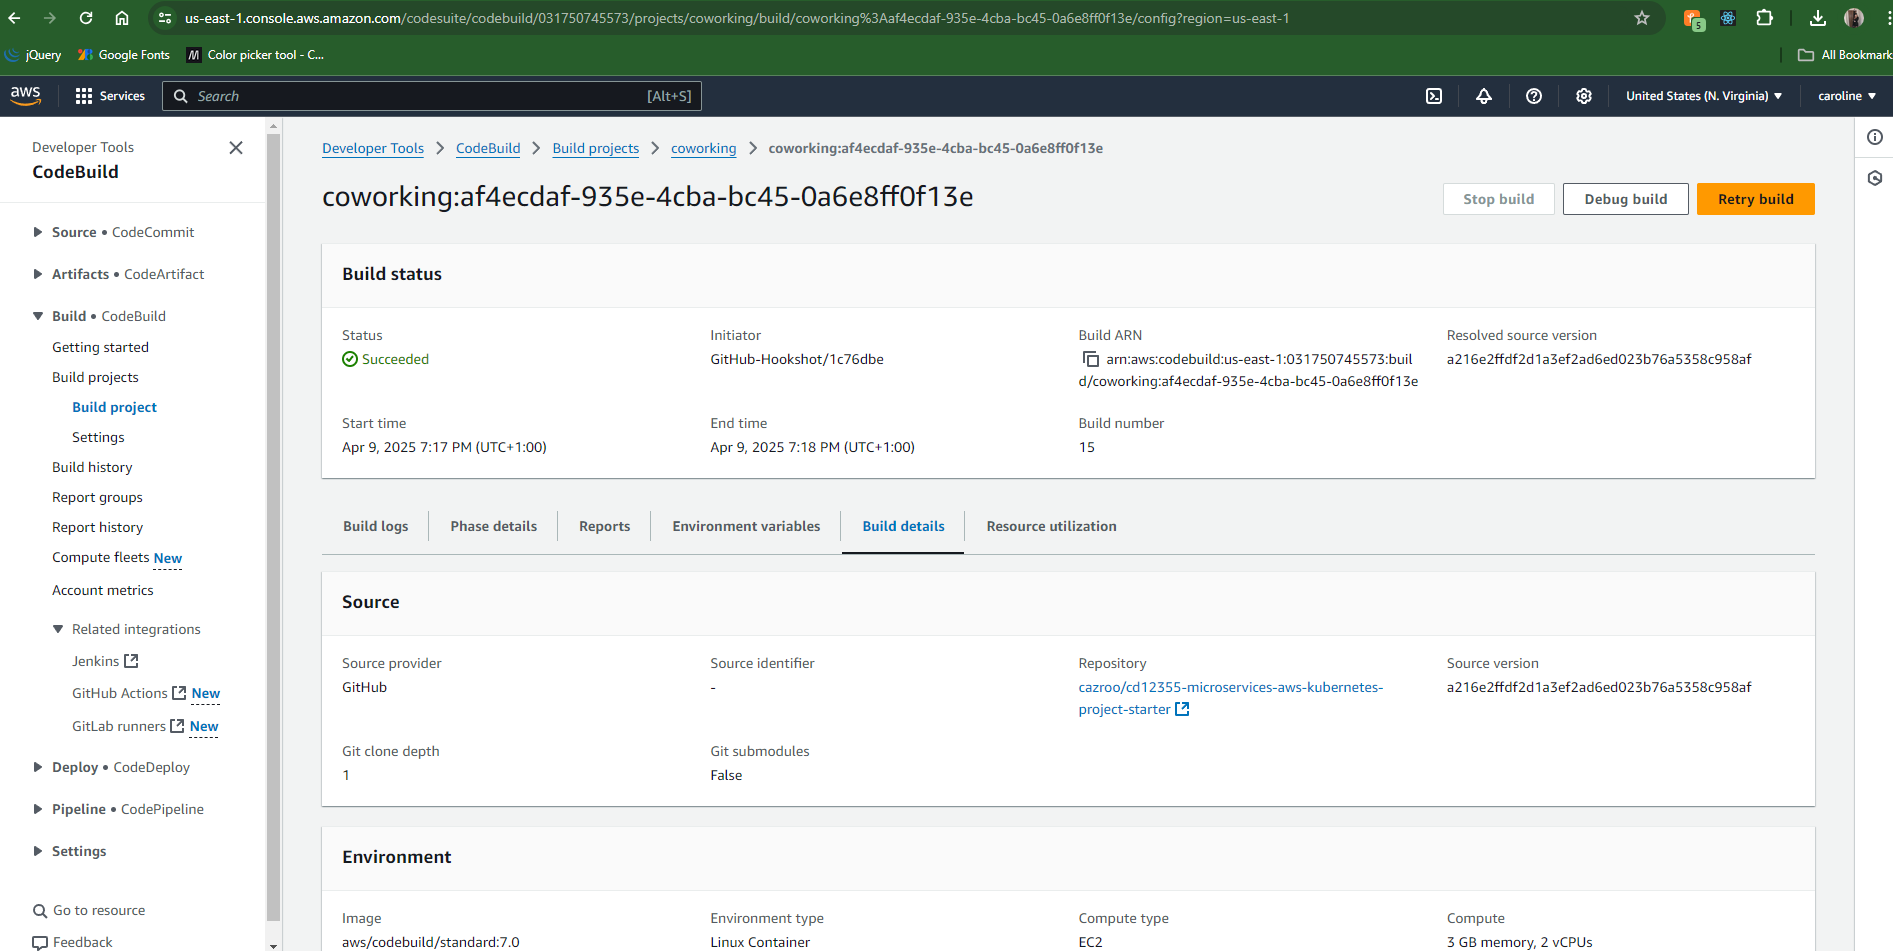 us-east-1.console.aws.amazon.com/codesuite/codebuild/031750745573/projects/coworking/build/coworking%3Aaf4ecdaf-935e-4cba-bc45-0a6e8ff0f13e/config?region=us-east-1
5
jQuery
Google Fonts
Color picker tool - C...
All Bookmark
aws
Services
Search
[Alt+S]
United States (N. Virginia)
caroline
Developer Tools
CodeBuild
Source • CodeCommit
Artifacts • CodeArtifact
Build • CodeBuild
Getting started
Build projects
Build project
Settings
Build history
Report groups
Report history
Compute fleets New
Account metrics
Related integrations
Jenkins
GitHub Actions New
GitLab runners New
Deploy • CodeDeploy
Pipeline • CodePipeline
Settings
Go to resource
Feedback
Developer Tools
CodeBuild
Build projects
coworking
coworking:af4ecdaf-935e-4cba-bc45-0a6e8ff0f13e
coworking:af4ecdaf-935e-4cba-bc45-0a6e8ff0f13e
Stop build
Debug build
Retry build
Build status
Status
Succeeded
Initiator
GitHub-Hookshot/1c76dbe
Build ARN
arn:aws:codebuild:us-east-1:031750745573:buil
d/coworking:af4ecdaf-935e-4cba-bc45-0a6e8ff0f13e
Resolved source version
a216e2ffdf2d1a3ef2ad6ed023b76a5358c958af
Start time
Apr 9, 2025 7:17 PM (UTC+1:00)
End time
Apr 9, 2025 7:18 PM (UTC+1:00)
Build number
15
Build logs
Phase details
Reports
Environment variables
Build details
Resource utilization
Source
Source provider
GitHub
Source identifier
-
Repository
cazroo/cd12355-microservices-aws-kubernetes-
project-starter
Source version
a216e2ffdf2d1a3ef2ad6ed023b76a5358c958af
Git clone depth
1
Git submodules
False
Environment
Image
aws/codebuild/standard:7.0
Environment type
Linux Container
Compute type
EC2
Compute
3 GB memory, 2 vCPUs